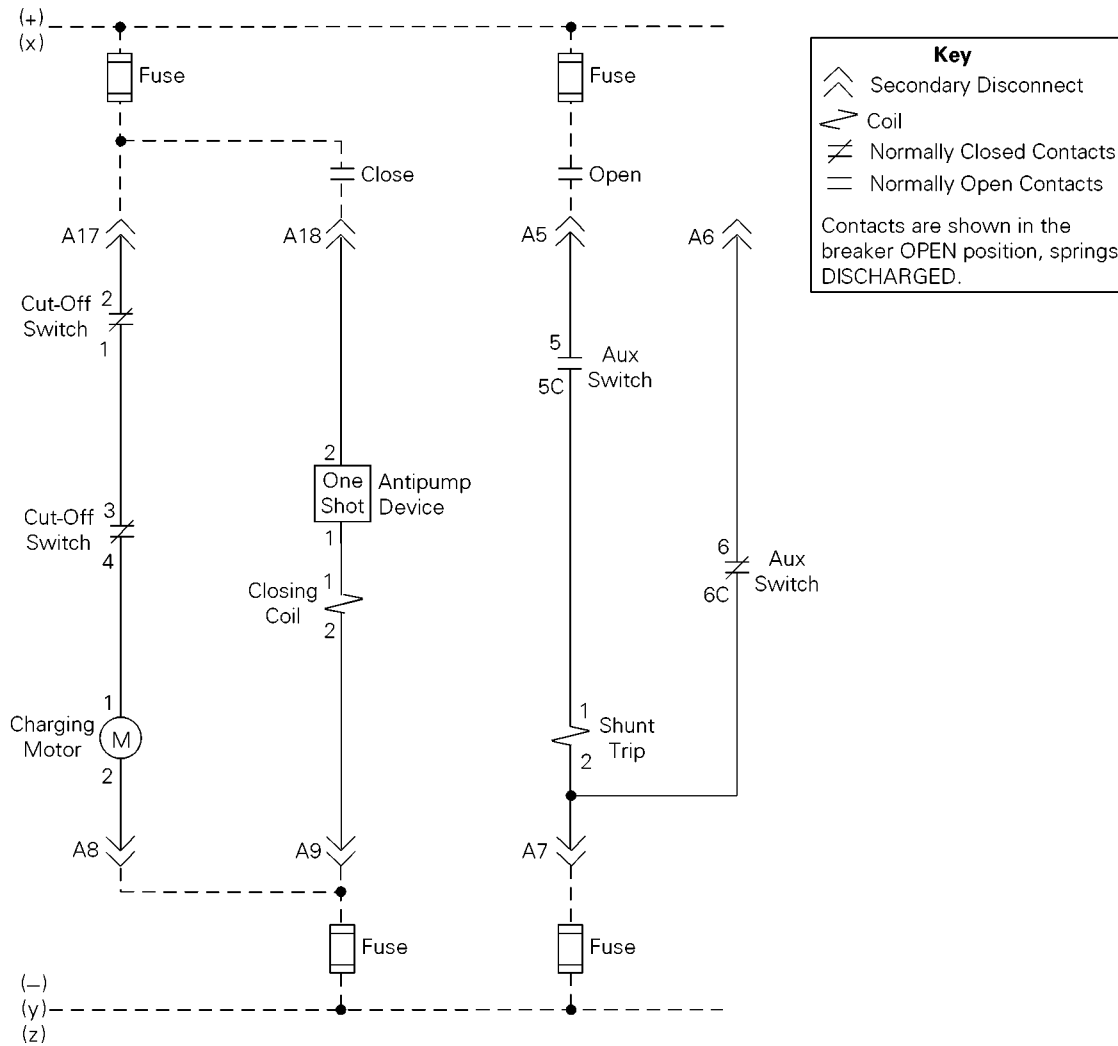 (+)
(x)
Fuse
Fuse
Close
Open
A17
A18
A5
A6
Key
Secondary Disconnect
Coil
Normally Closed Contacts
Normally Open Contacts
Contacts are shown in the
breaker OPEN position, springs
DISCHARGED.
2
Cut-Off
Switch
1
5
Aux
Switch
5C
2
One
Shot
Antipump
Device
1
3
Cut-Off
Switch
4
6
Aux
Switch
6C
1
Closing
Coil
2
1
Charging
Motor
M
2
1
Shunt
Trip
2
A8
A9
A7
Fuse
Fuse
(–)
(y)
(z)